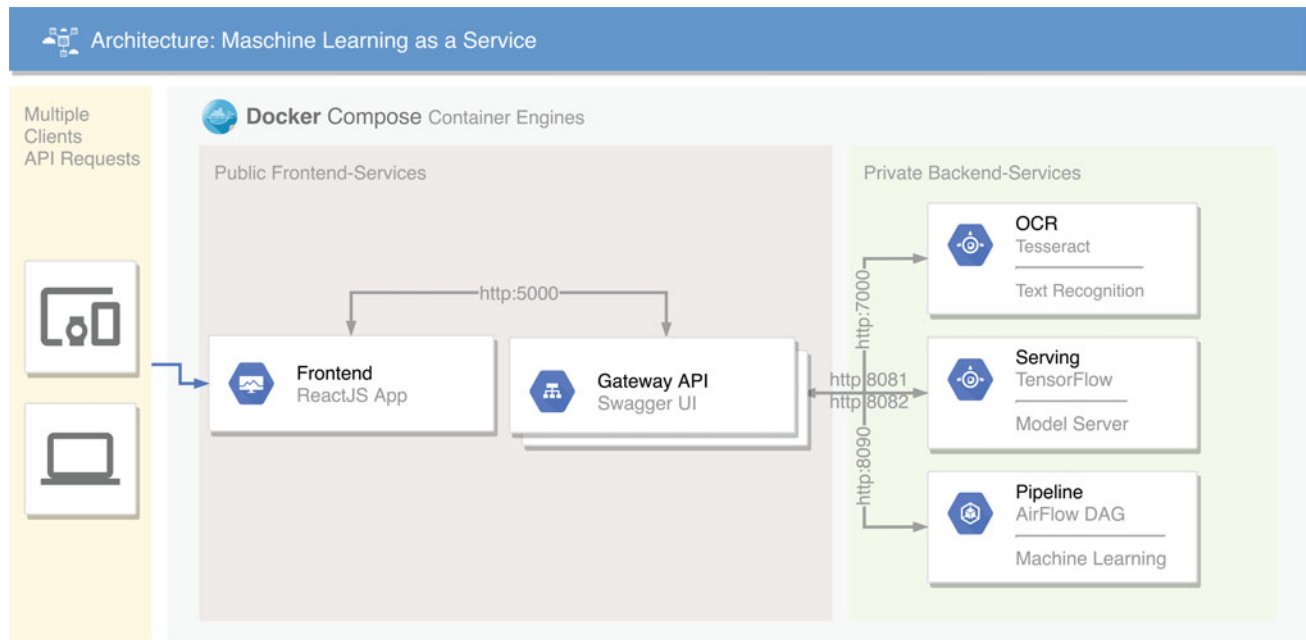 Architecture: Maschine Learning as a Service
Multiple
Clients
API Requests
Docker Compose Container Engines
Public Frontend-Services
Private Backend-Services
http:5000
Frontend
ReactJS App
Gateway API
Swagger UI
http:7000
http:8081
http:8082
http:8090
OCR
Tesseract
Text Recognition
Serving
TensorFlow
Model Server
Pipeline
AirFlow DAG
Machine Learning